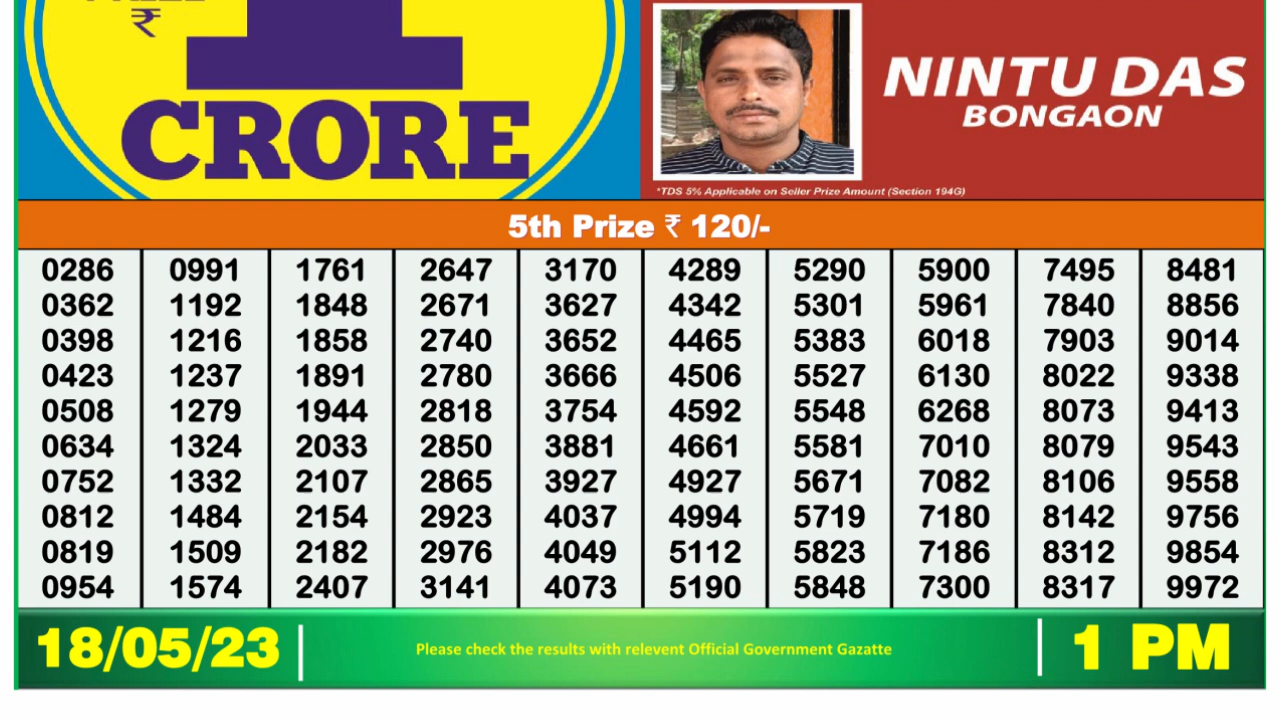 ₹
1
CRORE
NINTU DAS
BONGAON
*TDS 5% Applicable on Seller Prize Amount (Section 194G)
5th Prize ₹ 120/-
0286 0991 1761 2647 3170 4289 5290 5900 7495 8481
0362 1192 1848 2671 3627 4342 5301 5961 7840 8856
0398 1216 1858 2740 3652 4465 5383 6018 7903 9014
0423 1237 1891 2780 3666 4506 5527 6130 8022 9338
0508 1279 1944 2818 3754 4592 5548 6268 8073 9413
0634 1324 2033 2850 3881 4661 5581 7010 8079 9543
0752 1332 2107 2865 3927 4927 5671 7082 8106 9558
0812 1484 2154 2923 4037 4994 5719 7180 8142 9756
0819 1509 2182 2976 4049 5112 5823 7186 8312 9854
0954 1574 2407 3141 4073 5190 5848 7300 8317 9972
18/05/23 Please check the results with relevent Official Government Gazatte 1 PM